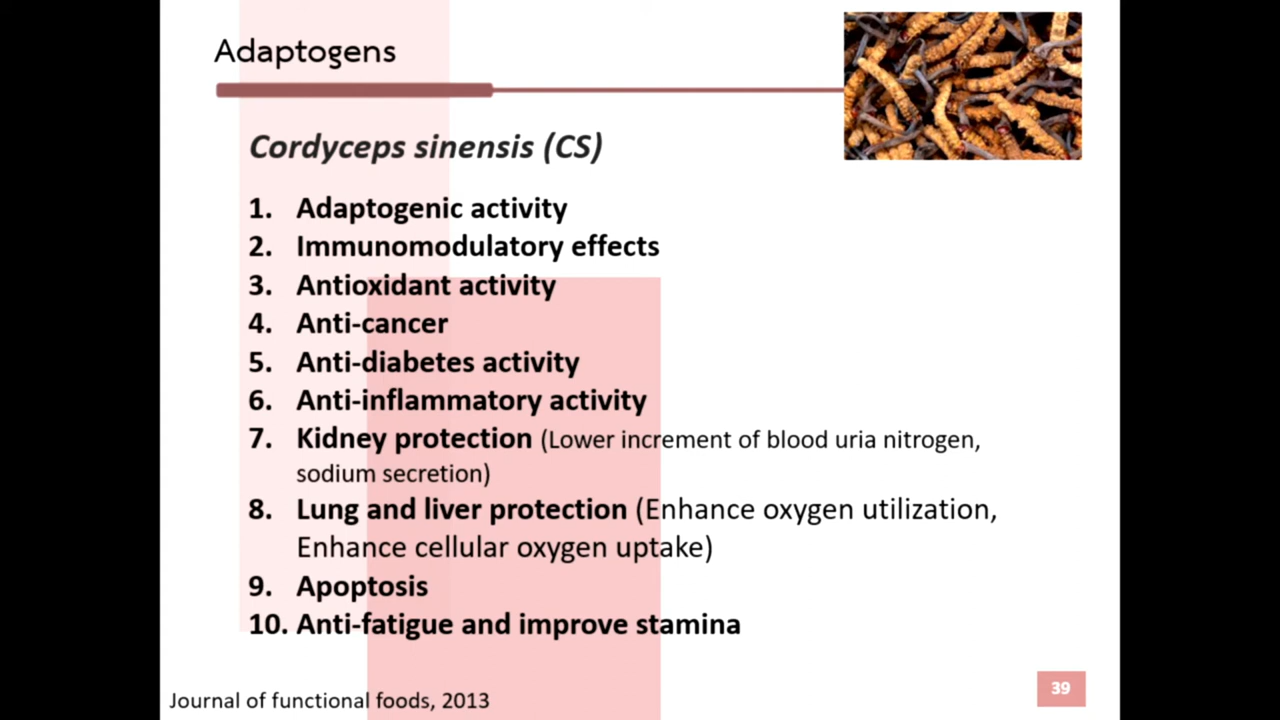 Adaptogens
Cordyceps sinensis (CS)
1. Adaptogenic activity
2. Immunomodulatory effects
3. Antioxidant activity
4. Anti-cancer
5. Anti-diabetes activity
6. Anti-inflammatory activity
7. Kidney protection (Lower increment of blood uria nitrogen,
sodium secretion)
8. Lung and liver protection (Enhance oxygen utilization,
Enhance cellular oxygen uptake)
9. Apoptosis
10. Anti-fatigue and improve stamina
Journal of functional foods, 2013
39